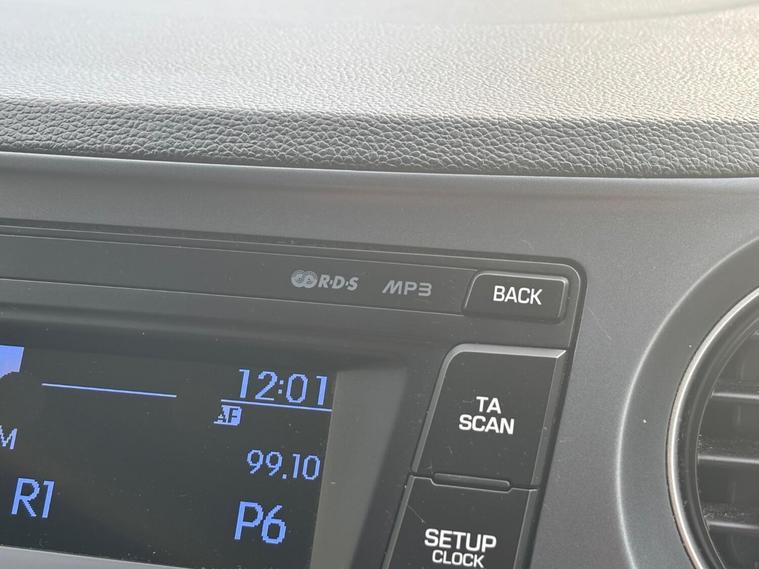 R·D·S MP3 BACK
12:01
AF
M
99.10
R1 P6
TA
SCAN
SETUP
CLOCK